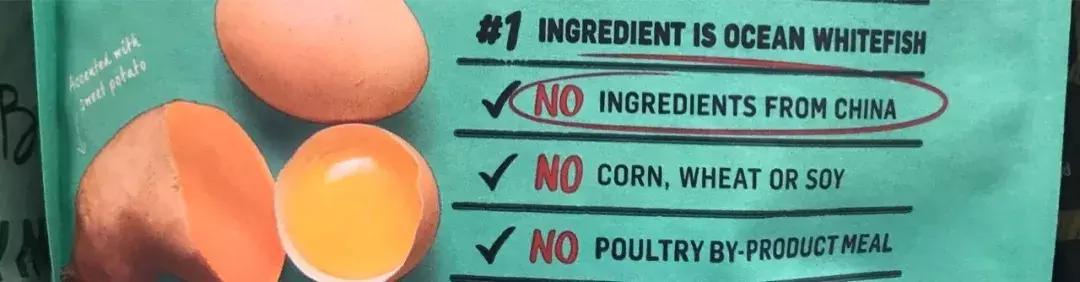 Accented with
sweet potato
#1 INGREDIENT IS OCEAN WHITEFISH
NO INGREDIENTS FROM CHINA
NO CORN, WHEAT OR SOY
NO POULTRY BY-PRODUCT MEAL